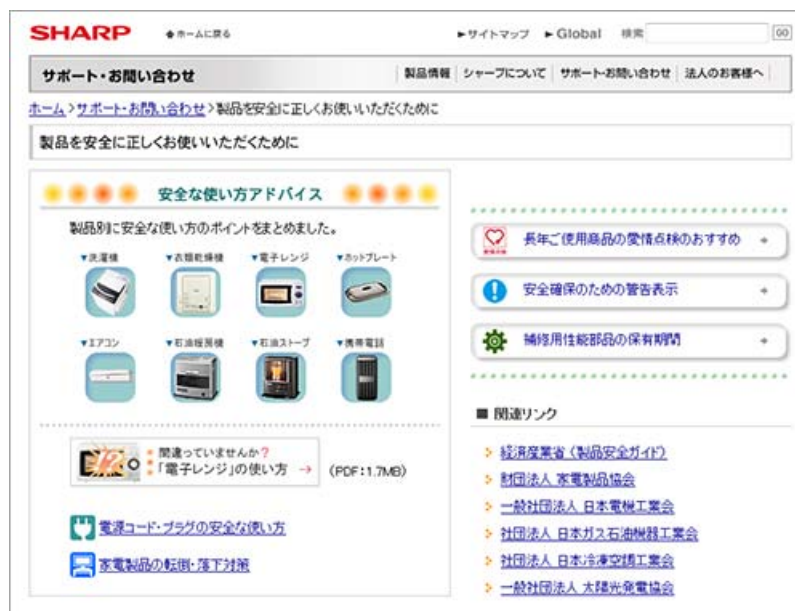 SHARP
ホームに戻る
サイトマップ
Global
検索
GO
サポート・お問い合わせ
製品情報
シャープについて
サポート・お問い合わせ
法人のお客様へ
ホーム>サポート・お問い合わせ>製品を安全に正しくお使いいただくために
製品を安全に正しくお使いいただくために
安全な使い方アドバイス
製品別に安全な使い方のポイントをまとめました。
▼洗濯機
▼衣類乾燥機
▼電子レンジ
▼ホットプレート
▼エアコン
▼石油暖房機
▼石油ストーブ
▼携帯電話
間違っていませんか?
「電子レンジ」の使い方 →
(PDF:1.7MB)
電源コード・プラグの安全な使い方
家電製品の転倒・落下対策
長年ご使用商品の愛情点検のおすすめ
安全確保のための警告表示
補修用性能部品の保有期間
■ 関連リンク
経済産業省(製品安全ガイド)
財団法人 家電製品協会
一般社団法人 日本電機工業会
社団法人 日本ガス石油機器工業会
社団法人 日本冷凍空調工業会
一般社団法人 太陽光発電協会